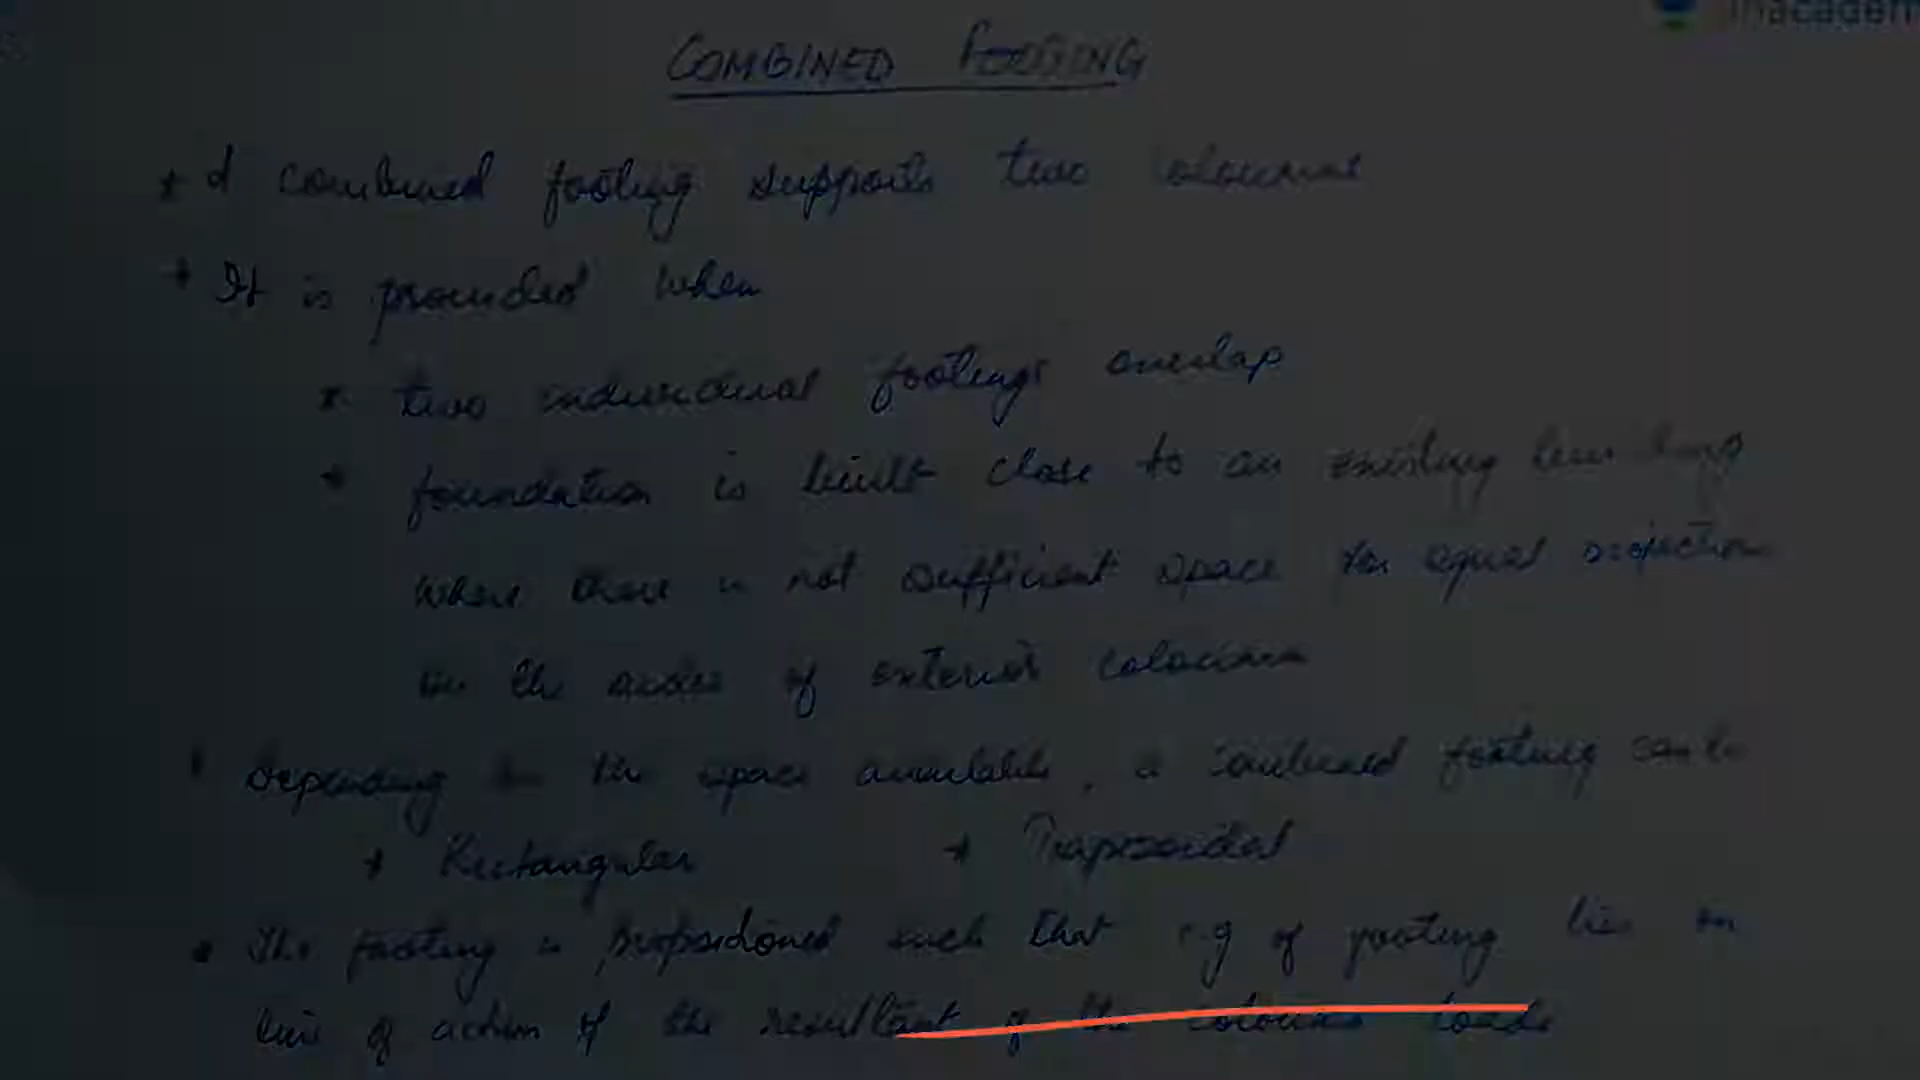 unacadem
COMBINED FOOTING
* A combined footing supports two columns
* It is provided when
* two individual footings overlap
* foundation is built close to an existing building
where there is not sufficient space for equal projection
on the sides of exterior column
* Depending on the space available, a combined footing can be
* Rectangular * Trapezoidal
* The footing is proportioned such that c.g of footing lies on
line of action of the resultant of the column loads